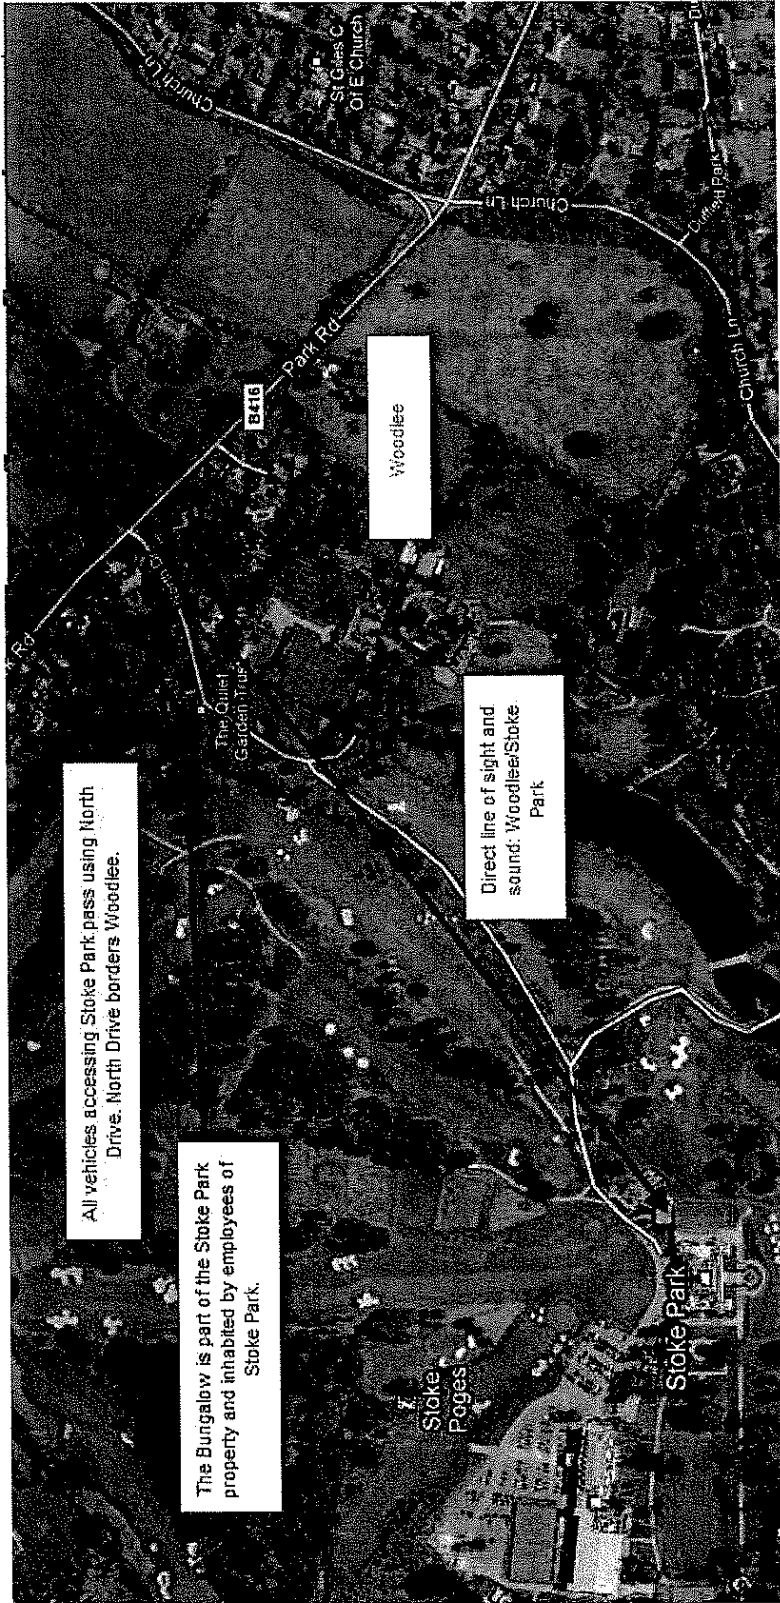 All vehicles accessing Stoke Park pass using North
Drive. North Drive borders Woodlee.
The Bungalow is part of the Stoke Park
property and inhabited by employees of
Stoke Park.
Direct line of sight and
sound: Woodlee/Stoke
Park
Woodlee
Stoke
Poges
Stoke Park
The Quiet
Garden Trust
Rd
B416
Park Rd
Church Ln
St Giles C
Of E Church
Church Ln
Duffield Park
Church Ln